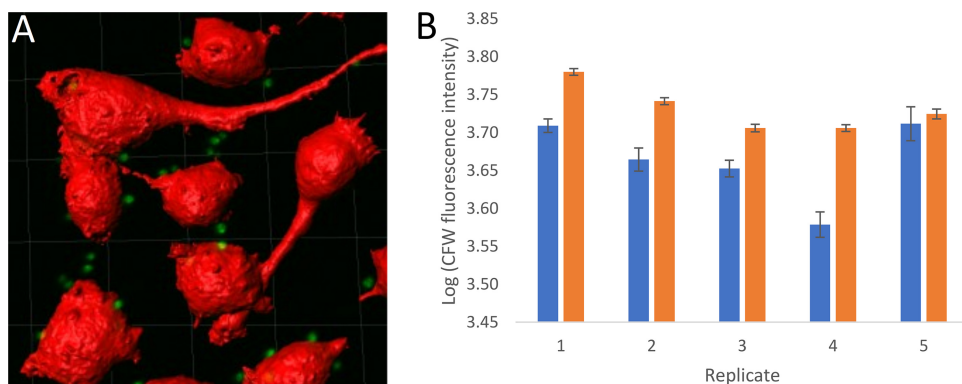 A
B
Log (CFW fluorescence intensity)
3.85
3.80
3.75
3.70
3.65
3.60
3.55
3.50
3.45
1 2 3 4 5
Replicate